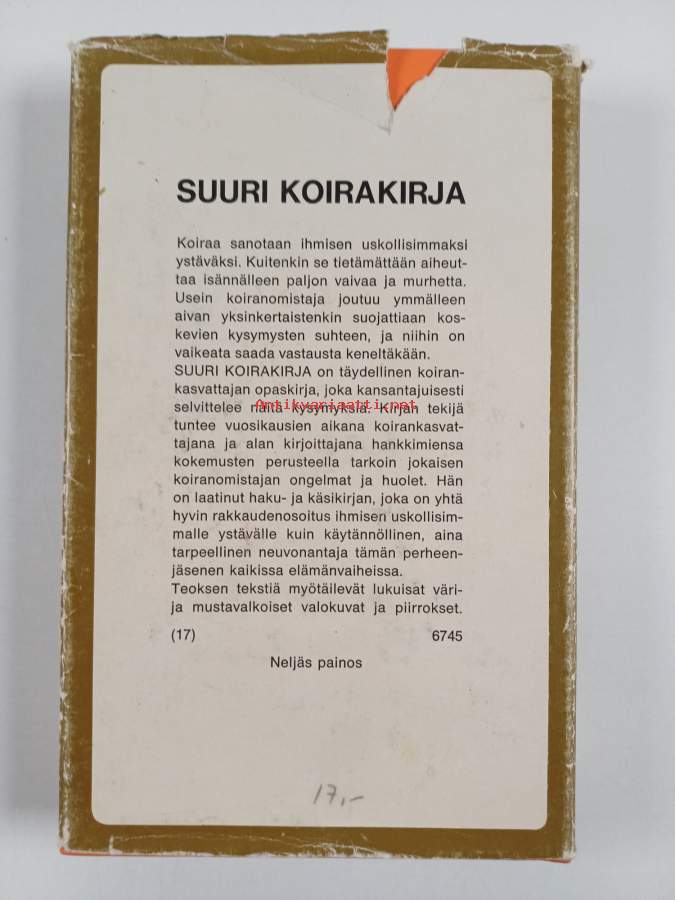 SUURI KOIRAKIRJA
Koiraa sanotaan ihmisen uskollisimmaksi
ystäväksi. Kuitenkin se tietämättään aiheut-
taa isännälleen paljon vaivaa ja murhetta.
Usein koiranomistaja joutuu ymmälleen
aivan yksinkertaistenkin suojattiaan kos-
kevien kysymysten suhteen, ja niihin on
vaikeata saada vastausta keneltäkään.
SUURI KOIRAKIRJA on täydellinen koiran-
kasvattajan opaskirja, joka kansantajuisesti
selvittelee näitä kysymyksiä. Kirjan tekijä
Antikvariaatti.net
tuntee vuosikausien aikana koirankasvat-
tajana ja alan kirjoittajana hankkimiensa
kokemusten perusteella tarkoin jokaisen
koiranomistajan ongelmat ja huolet. Hän
on laatinut haku- ja käsikirjan, joka on yhtä
hyvin rakkaudenosoitus ihmisen uskollisim-
malle ystävälle kuin käytännöllinen, aina
tarpeellinen neuvonantaja tämän perheen-
jäsenen kaikissa elämänvaiheissa.
Teoksen tekstiä myötäilevät lukuisat väri-
ja mustavalkoiset valokuvat ja piirrokset.
(17) 6745
Neljäs painos
17,-